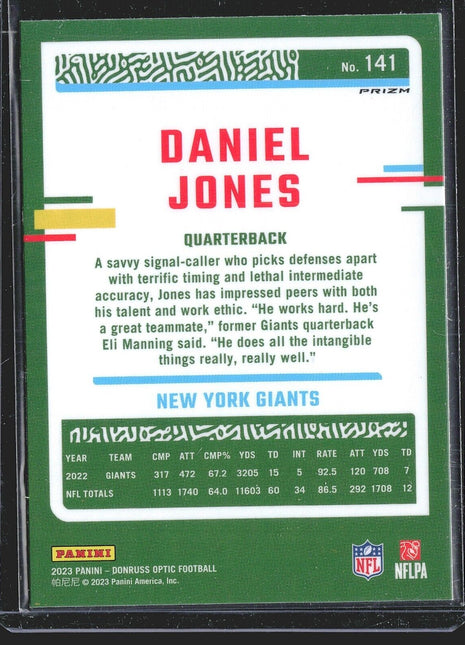 No. 141
PRIZM
DANIEL
JONES
QUARTERBACK
A savvy signal-caller who picks defenses apart
with terrific timing and lethal intermediate
accuracy, Jones has impressed peers with both
his talent and work ethic. “He works hard. He’s
a great teammate,” former Giants quarterback
Eli Manning said. “He does all the intangible
things really, really well.”
NEW YORK GIANTS
YEAR TEAM CMP ATT CMP% YDS TD INT RATE ATT YDS TD
2022 GIANTS 317 472 67.2 3205 15 5 92.5 120 708 7
NFL TOTALS 1113 1740 64.0 11603 60 34 86.5 292 1708 12
PANINI
2023 PANINI – DONRUSS OPTIC FOOTBALL
帕尼尼 © 2023 Panini America, Inc.
NFL
NFLPA